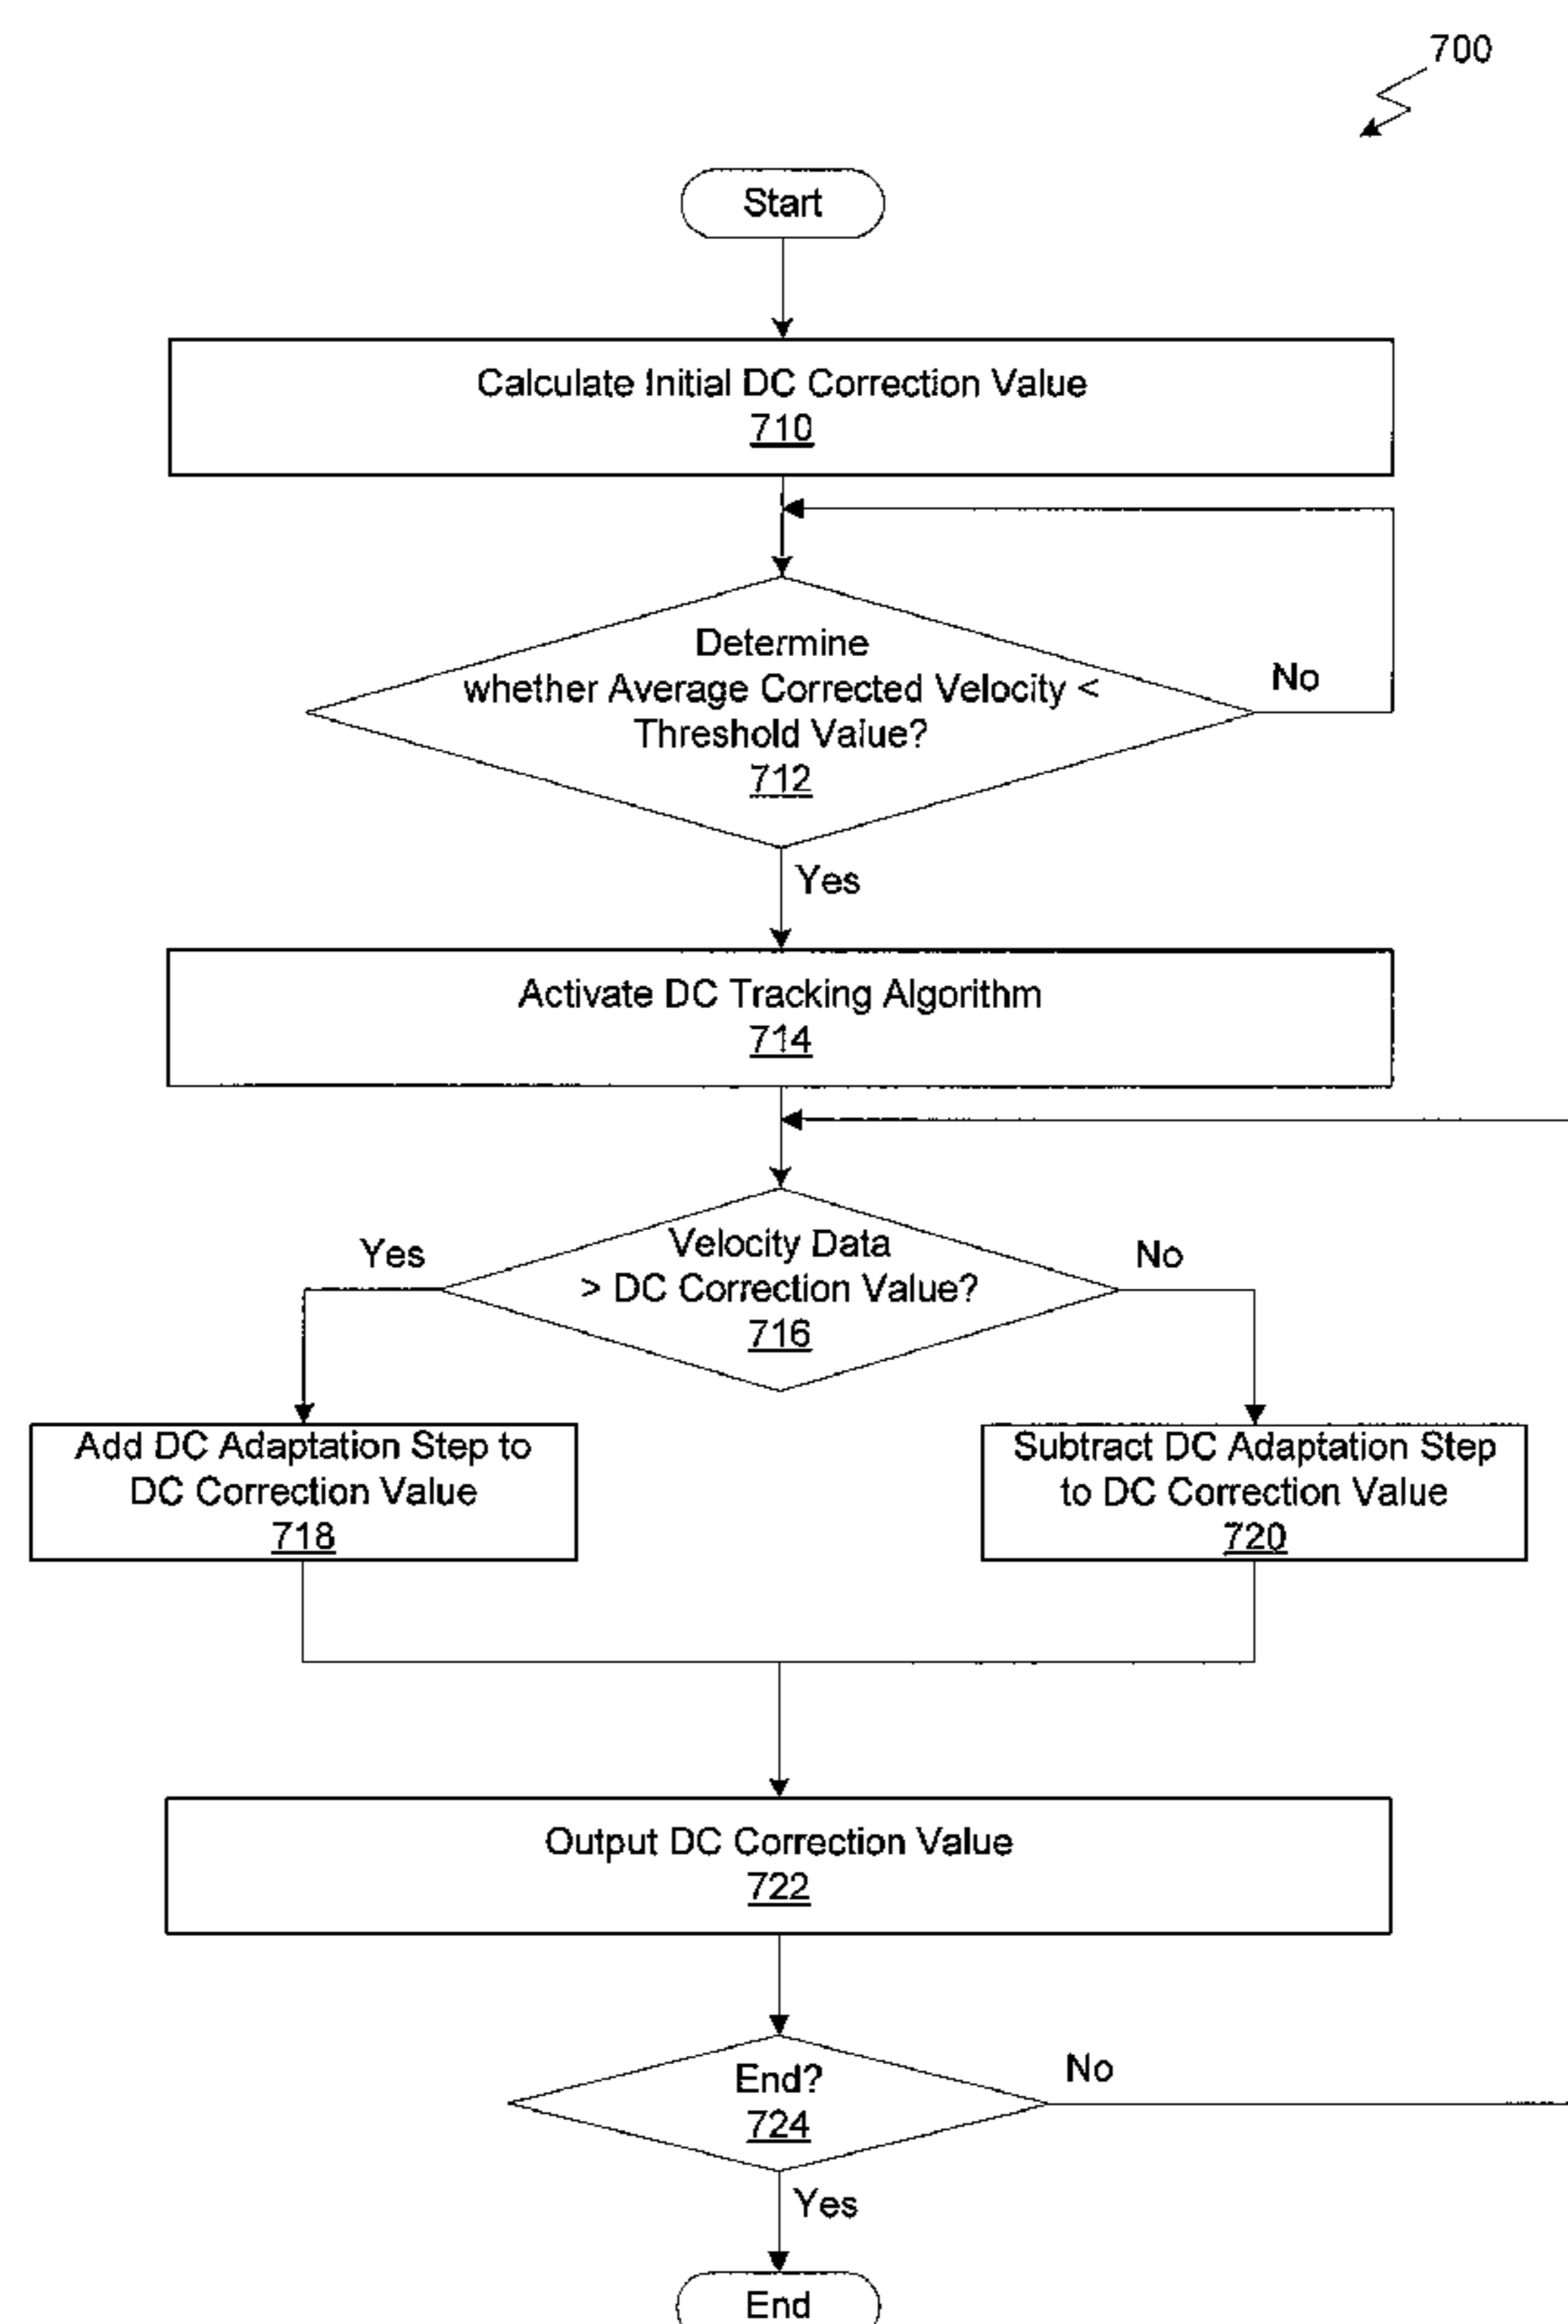 700
Start
Calculate Initial DC Correction Value
710
Determine
whether Average Corrected Velocity <
Threshold Value?
712
No
Yes
Activate DC Tracking Algorithm
714
Velocity Data
> DC Correction Value?
716
Yes
No
Add DC Adaptation Step to
DC Correction Value
718
Subtract DC Adaptation Step
to DC Correction Value
720
Output DC Correction Value
722
End?
724
No
Yes
End